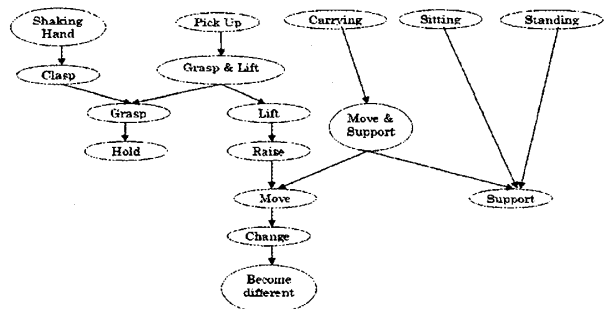 Shaking
Hand
Pick Up
Carrying
Sitting
Standing
Clasp
Grasp & Lift
Grasp
Lift
Move &
Support
Hold
Raise
Move
Support
Change
Become
different